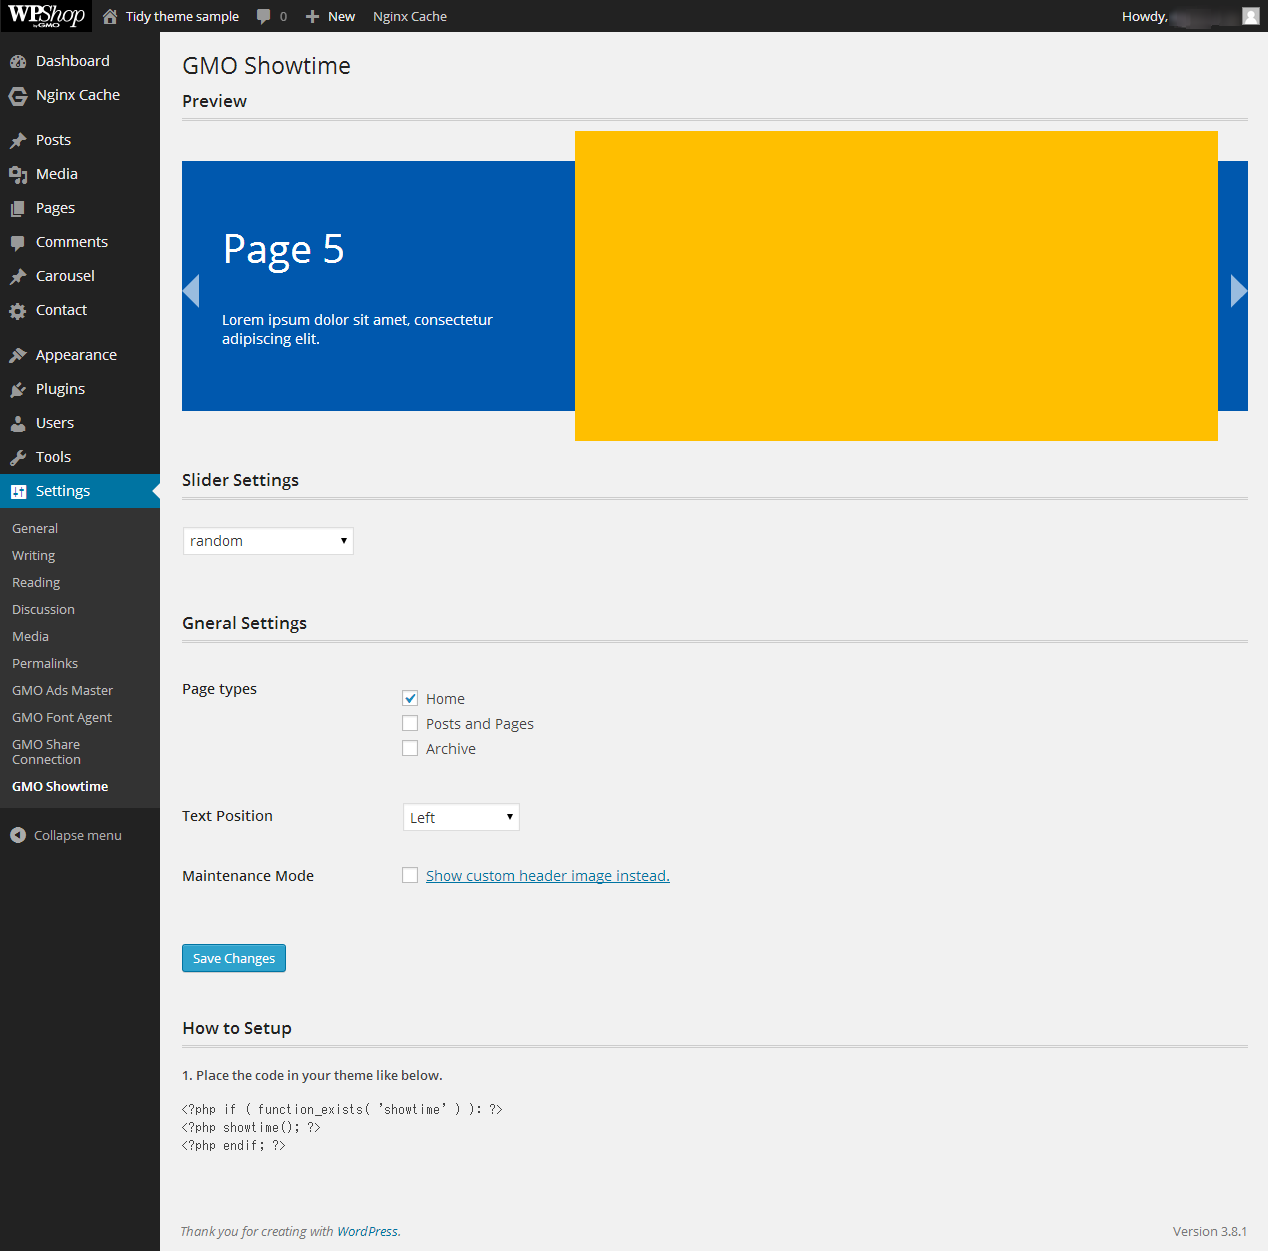 WPShop by GMO Tidy theme sample 0 New Nginx Cache Howdy,
Dashboard
Nginx Cache
Posts
Media
Pages
Comments
Carousel
Contact
Appearance
Plugins
Users
Tools
Settings
General
Writing
Reading
Discussion
Media
Permalinks
GMO Ads Master
GMO Font Agent
GMO Share
Connection
GMO Showtime
Collapse menu
GMO Showtime
Preview
Page 5
Lorem ipsum dolor sit amet, consectetur
adipiscing elit.
Slider Settings
random
Gneral Settings
Page types
Home
Posts and Pages
Archive
Text Position
Left
Maintenance Mode
Show custom header image instead.
Save Changes
How to Setup
1. Place the code in your theme like below.
<?php if ( function_exists( 'showtime' ) ): ?>
<?php showtime(); ?>
<?php endif; ?>
Thank you for creating with WordPress.
Version 3.8.1